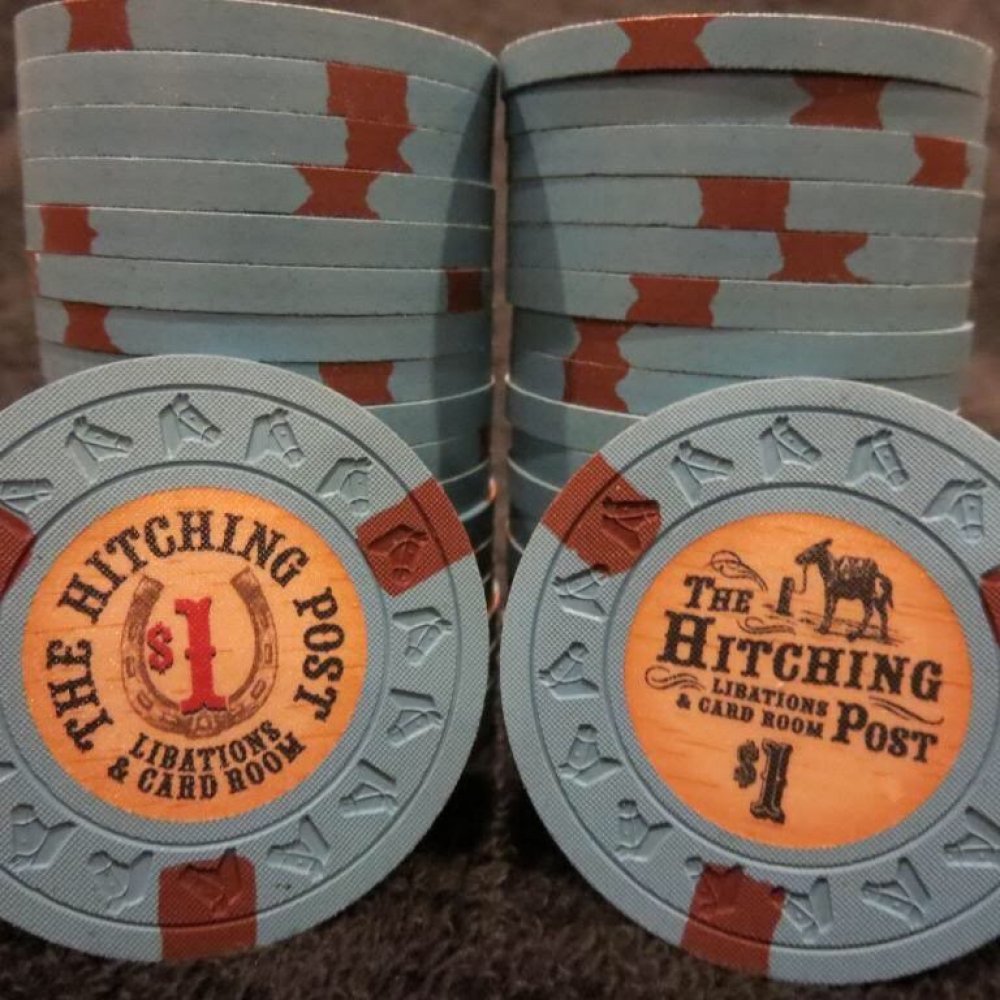 THE HITCHING POST
$1
LIBATIONS
& CARD ROOM
THE
HITCHING
LIBATIONS
& CARD ROOM POST
$1